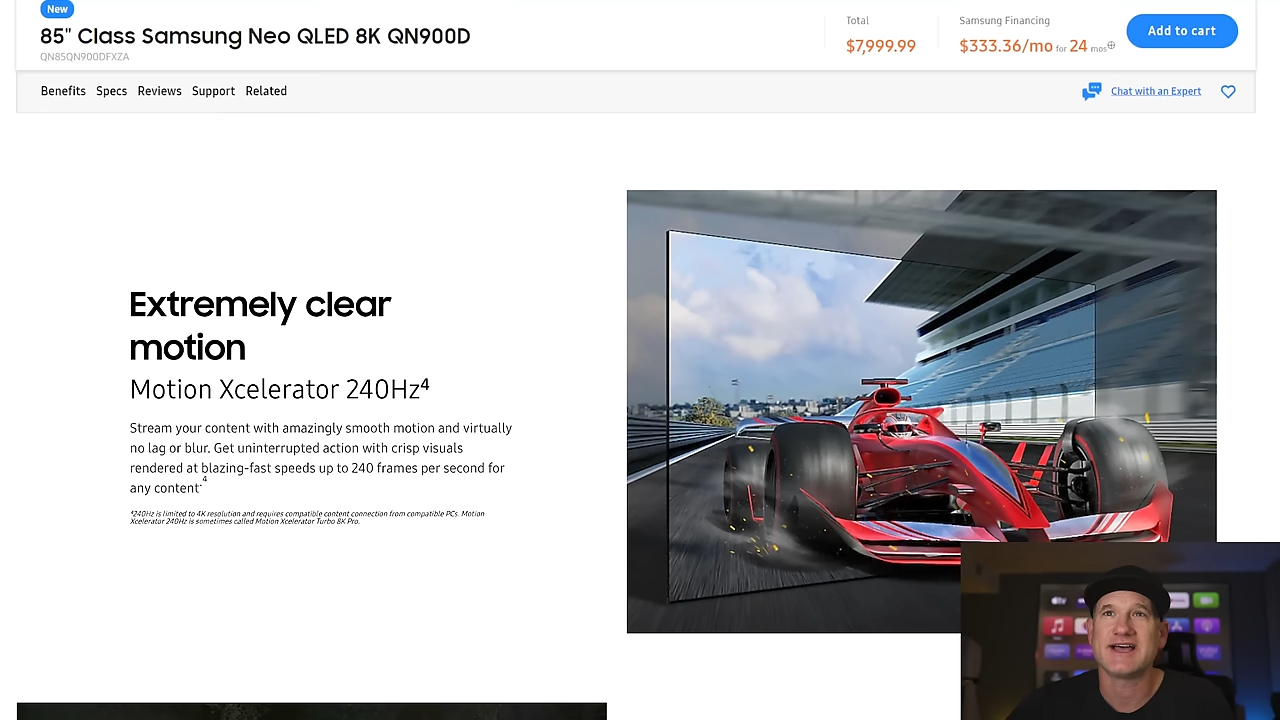 New
85" Class Samsung Neo QLED 8K QN900D
QN85QN900DFXZA
Total
$7,999.99
Samsung Financing
$333.36/mo for 24 mos
Add to cart
Benefits Specs Reviews Support Related
Chat with an Expert
Extremely clear
motion
Motion Xcelerator 240Hz⁴
Stream your content with amazingly smooth motion and virtually
no lag or blur. Get uninterrupted action with crisp visuals
rendered at blazing-fast speeds up to 240 frames per second for
any content.⁴
⁴240Hz is limited to 4K resolution and requires compatible content connection from compatible PCs. Motion
Xcelerator 240Hz is sometimes called Motion Xcelerator Turbo 8K Pro.